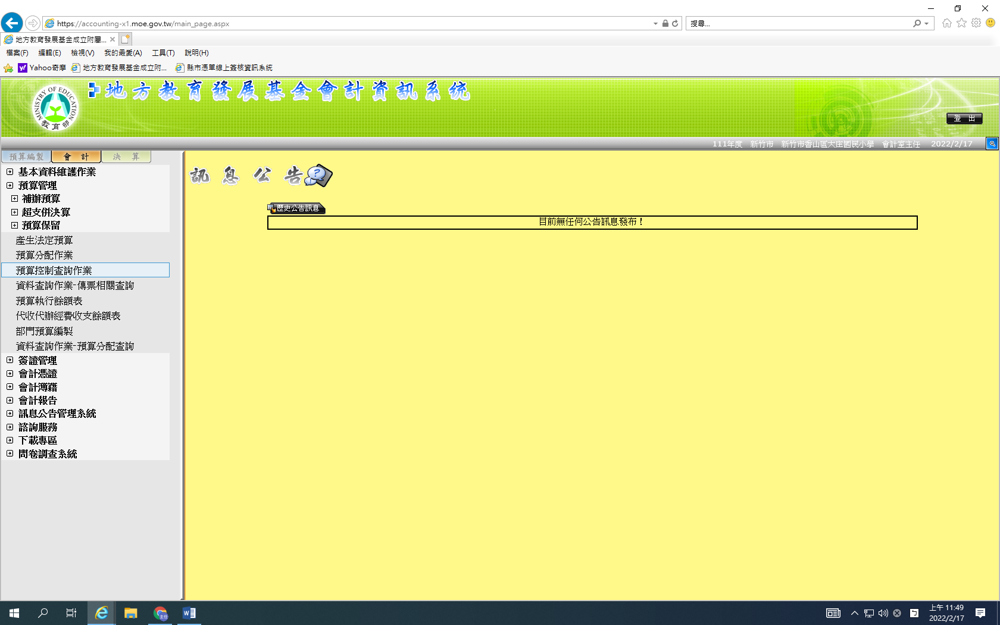 https://accounting-x1.moe.gov.tw/main_page.aspx
搜尋...
地方教育發展基金成立附屬...
檔案(F) 編輯(E) 檢視(V) 我的最愛(A) 工具(T) 說明(H)
Yahoo奇摩 地方教育發展基金成立附... 縣市憑單線上簽核資訊系統
MINISTRY OF EDUCATION
教育部
地方教育發展基金會計資訊系統
登 出
111年度 新竹市 新竹市香山區大庄國民小學 會計室主任 2022/2/17
預算編製 會 計 決 算
基本資料維護作業
預算管理
補辦預算
超支併決算
預算保留
產生法定預算
預算分配作業
預算控制查詢作業
資料查詢作業-傳票相關查詢
預算執行餘額表
代收代辦經費收支餘額表
部門預算編製
資料查詢作業-預算分配查詢
簽證管理
會計憑證
會計簿籍
會計報告
訊息公告管理系統
諮詢服務
下載專區
問卷調查系統
訊息公告
歷史公告訊息
目前無任何公告訊息發布！
主任
上午 11:49
2022/2/17